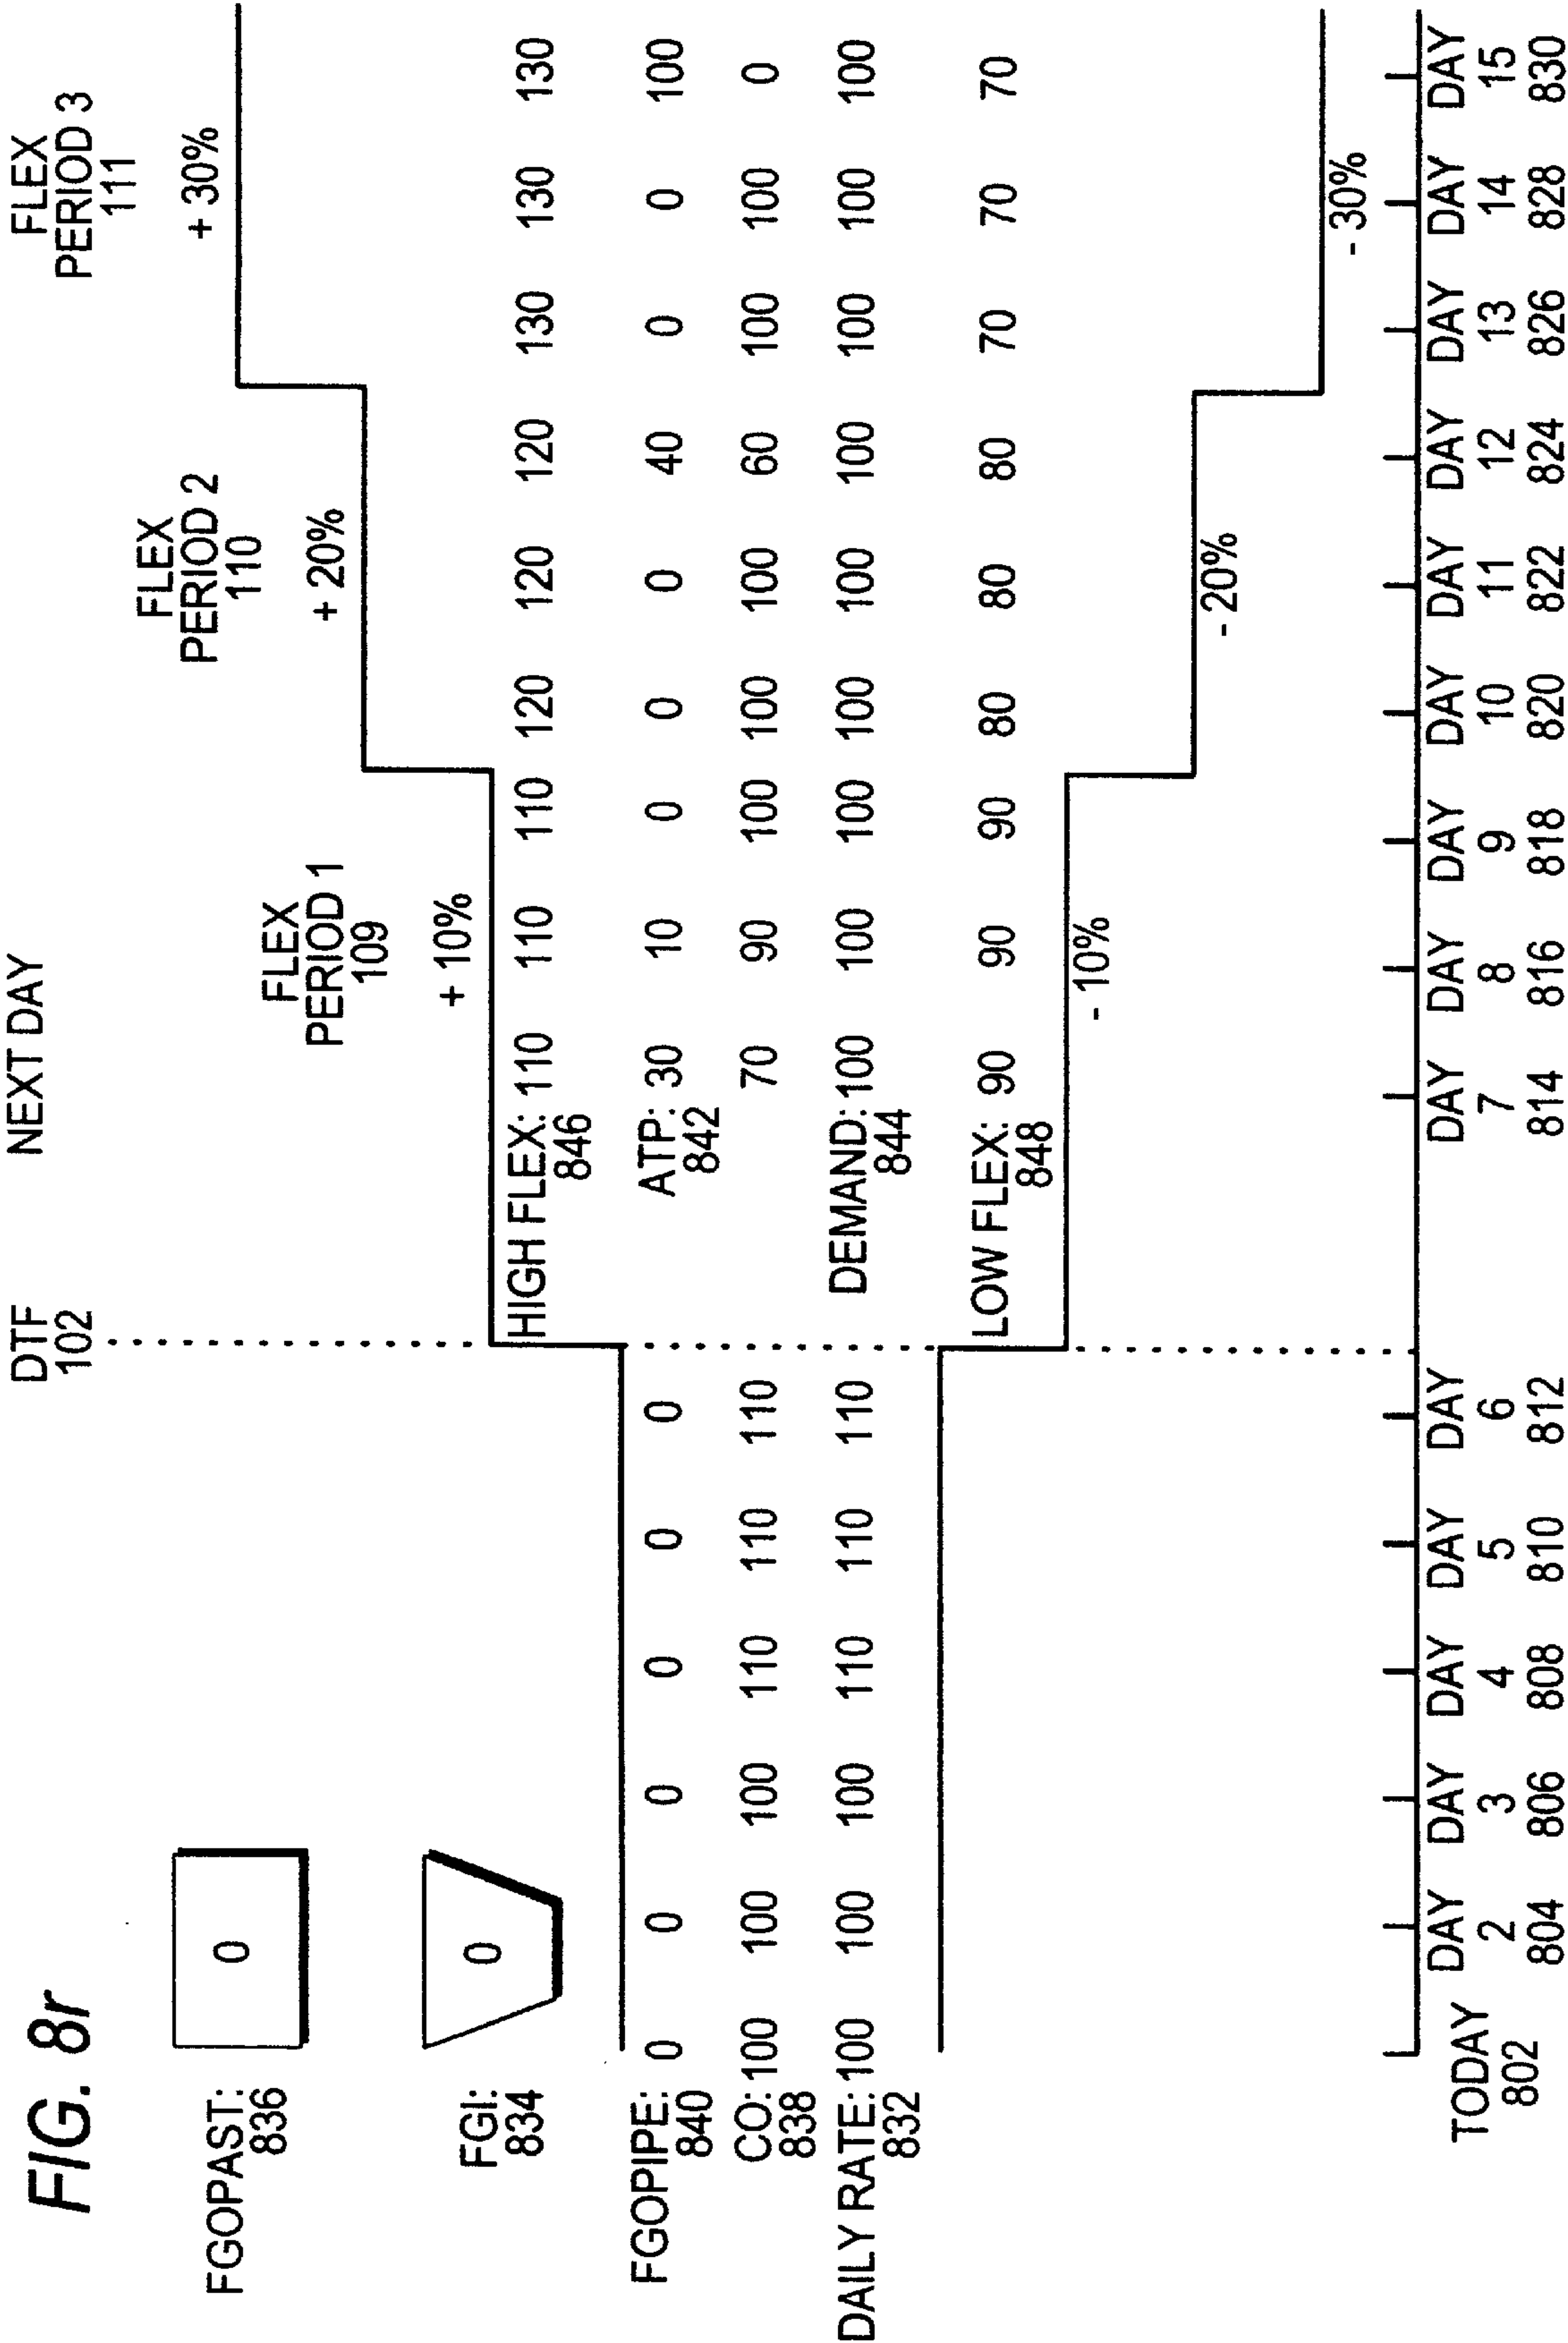 FIG. 8r
NEXT DAY
DTF
102
FLEX
PERIOD 3
111
+ 30%
FLEX
PERIOD 2
110
+ 20%
FLEX
PERIOD 1
109
+ 10%
FGOPAST:
836
0
FGI:
834
0
HIGH FLEX: 110 110 110 120 120 120 130 130 130
846
FGOPIPE: 0 0 0 0 0 0
840
ATP: 30 10 0 0 0 40 0 0 100
842
CO: 100 100 100 110 110 110 70 90 100 100 100 60 100 100 0
838
DAILY RATE: 100 100 100 110 110 110
832
DEMAND: 100 100 100 100 100 100 100 100 100
844
LOW FLEX: 90 90 90 80 80 80 70 70 70
848
- 10%
- 20%
- 30%
TODAY DAY DAY DAY DAY DAY DAY DAY DAY DAY DAY DAY DAY DAY DAY
2 3 4 5 6 7 8 9 10 11 12 13 14 15
802 804 806 808 810 812 814 816 818 820 822 824 826 828 830